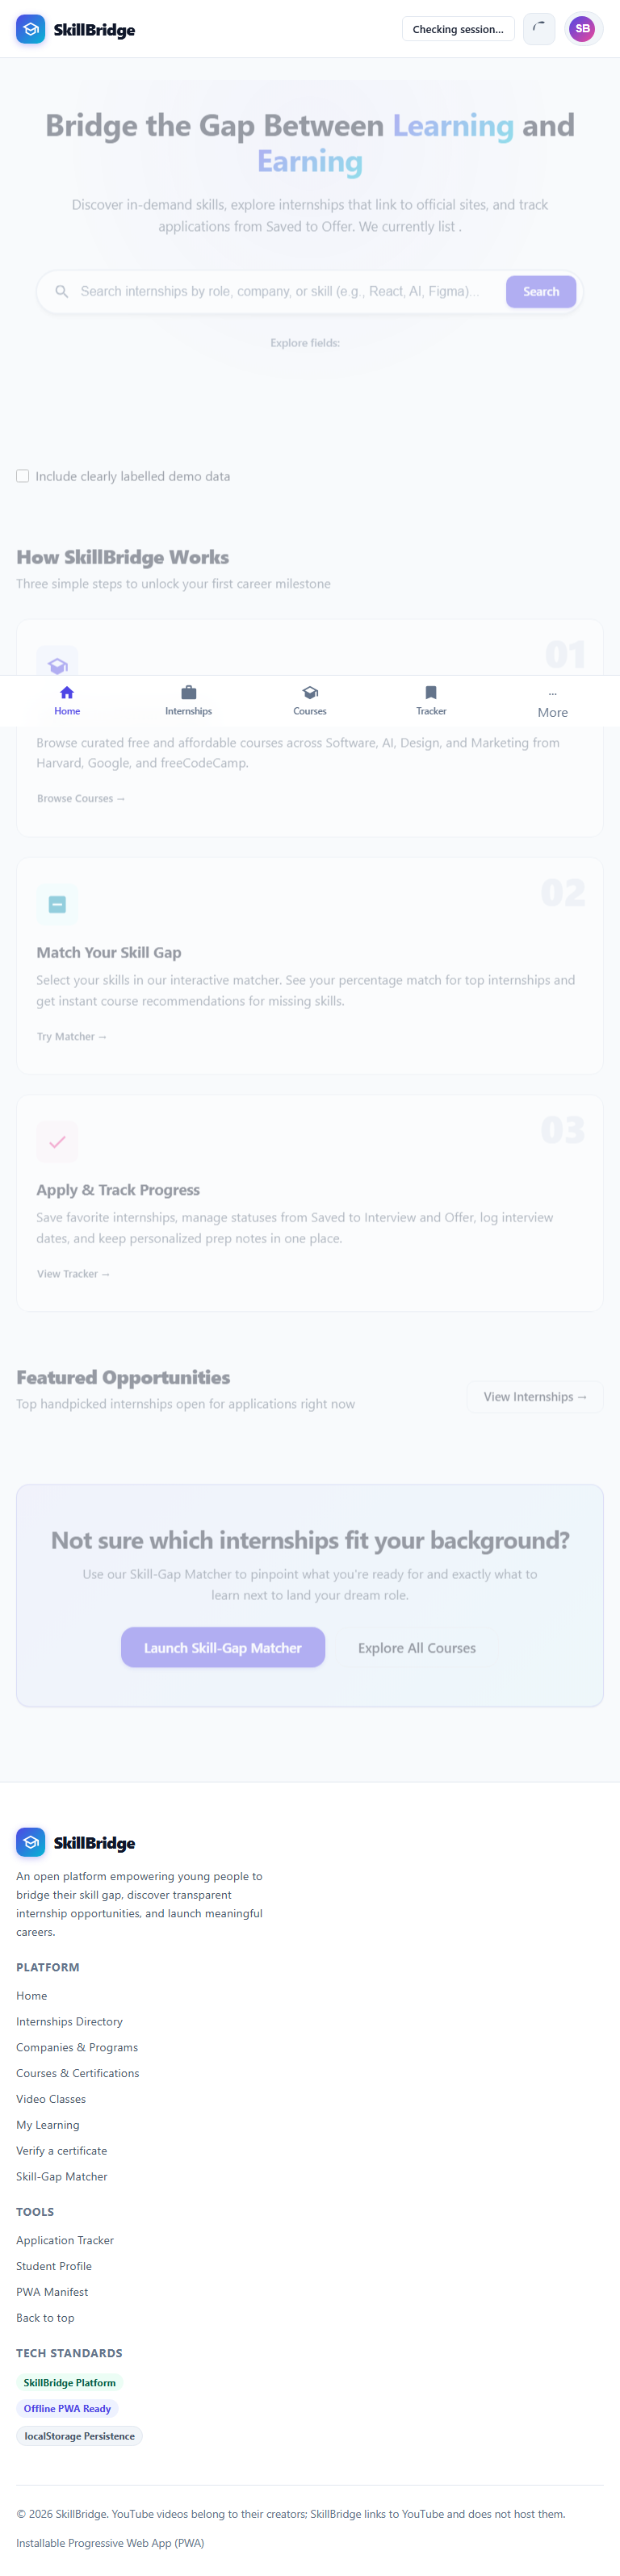 SkillBridge
Checking session...
SB
Bridge the Gap Between Learning and
Earning
Discover in-demand skills, explore internships that link to official sites, and track
applications from Saved to Offer. We currently list .
Search internships by role, company, or skill (e.g., React, AI, Figma)...
Search
Explore fields:
Include clearly labelled demo data
How SkillBridge Works
Three simple steps to unlock your first career milestone
01
Home
Internships
Courses
Tracker
...
More
Browse curated free and affordable courses across Software, AI, Design, and Marketing from
Harvard, Google, and freeCodeCamp.
Browse Courses →
02
Match Your Skill Gap
Select your skills in our interactive matcher. See your percentage match for top internships and
get instant course recommendations for missing skills.
Try Matcher →
03
Apply & Track Progress
Save favorite internships, manage statuses from Saved to Interview and Offer, log interview
dates, and keep personalized prep notes in one place.
View Tracker →
Featured Opportunities
Top handpicked internships open for applications right now
View Internships →
Not sure which internships fit your background?
Use our Skill-Gap Matcher to pinpoint what you're ready for and exactly what to
learn next to land your dream role.
Launch Skill-Gap Matcher
Explore All Courses
SkillBridge
An open platform empowering young people to
bridge their skill gap, discover transparent
internship opportunities, and launch meaningful
careers.
PLATFORM
Home
Internships Directory
Companies & Programs
Courses & Certifications
Video Classes
My Learning
Verify a certificate
Skill-Gap Matcher
TOOLS
Application Tracker
Student Profile
PWA Manifest
Back to top
TECH STANDARDS
SkillBridge Platform
Offline PWA Ready
localStorage Persistence
© 2026 SkillBridge. YouTube videos belong to their creators; SkillBridge links to YouTube and does not host them.
Installable Progressive Web App (PWA)